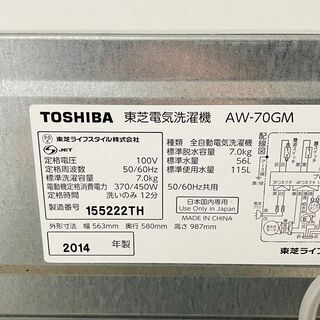 TOSHIBA 東芝電気洗濯機 AW-70GM
東芝ライフスタイル株式会社
JET
定格電圧 100V
定格周波数 50/60Hz
標準洗濯容量 7.0kg
電動機定格消費電力 370/450W
定格時間 洗いのみ 12分
製造番号 155222TH
種類 全自動電気洗濯機
標準脱水容量 7.0kg
標準水量 56L
標準使用水量 115L
50/60Hz共用
日本国内専用
Use Only in Japan
MADE IN CHINA
外形寸法 幅 563mm 奥行 580mm 高さ 987mm
2014 年製
配線図
東芝ライフス